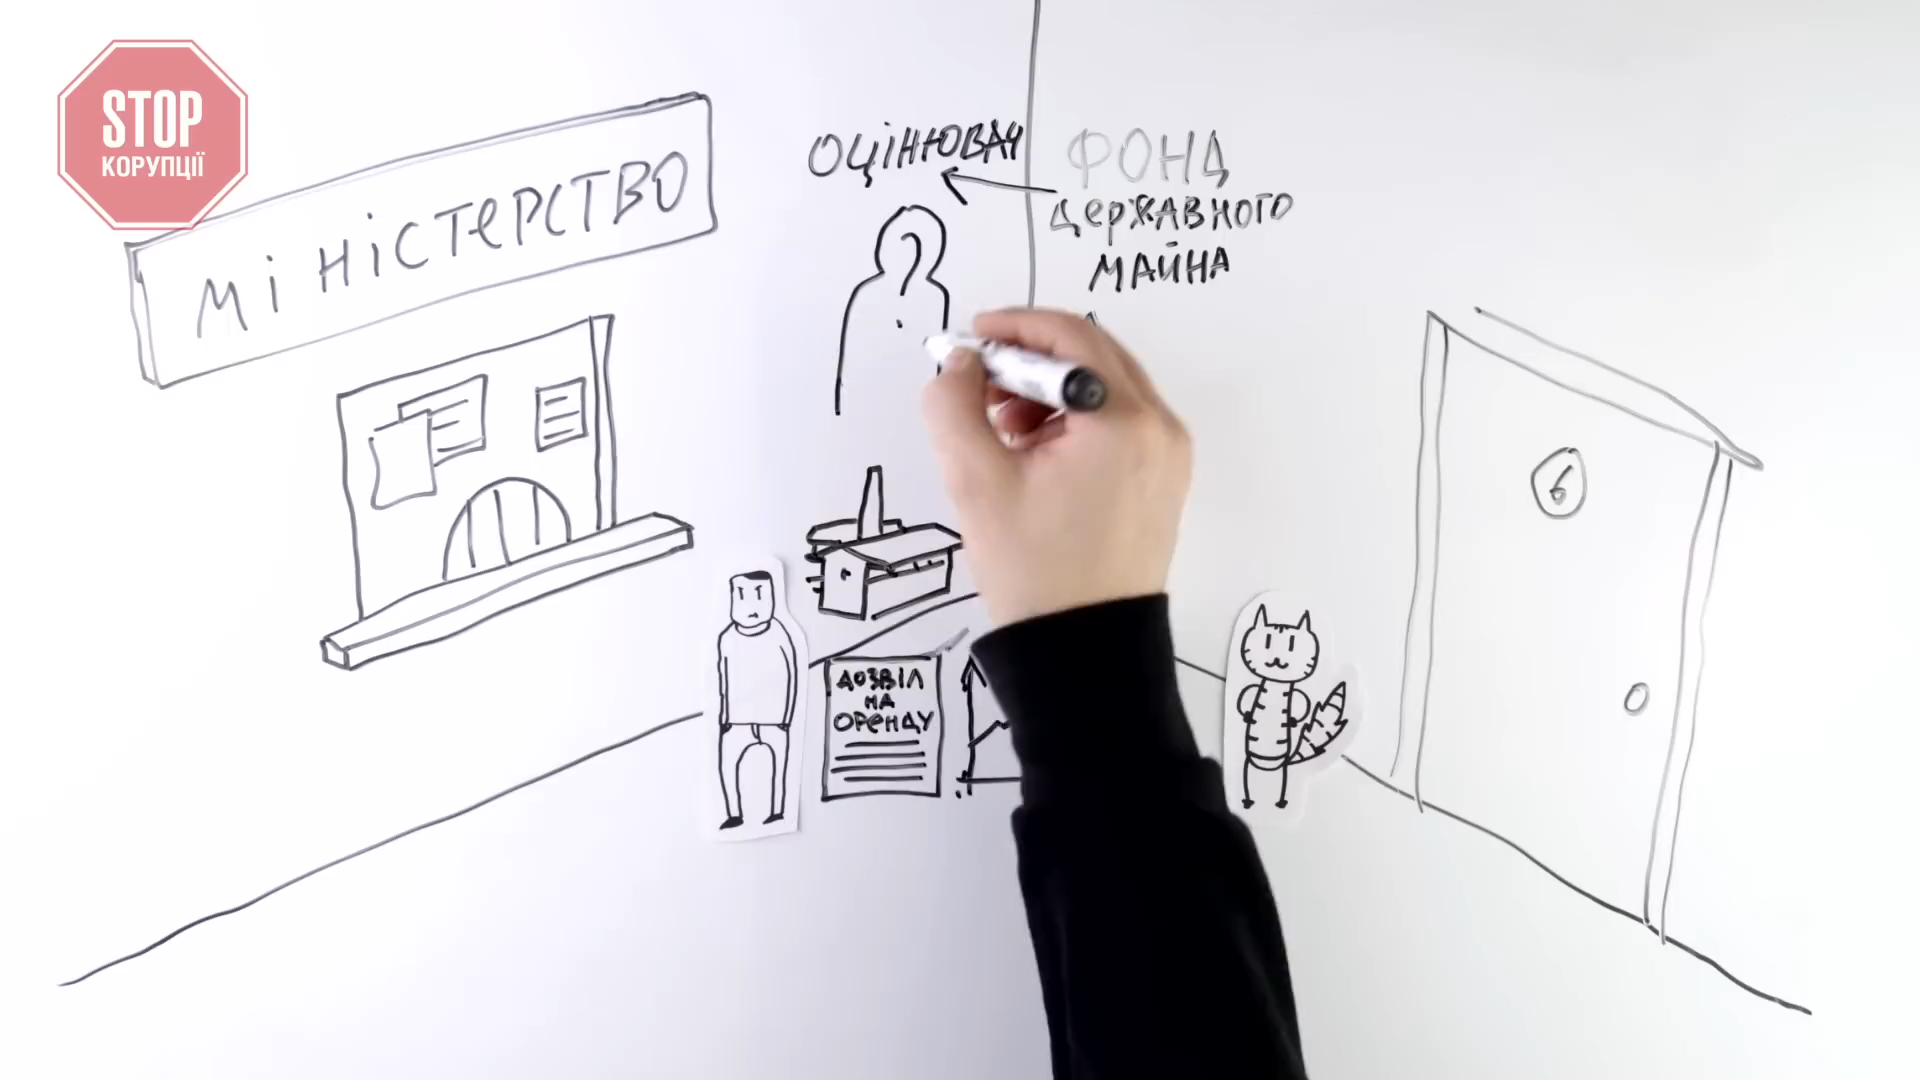 STOP
КОРУПЦІЇ
МіНіСТеРСТВО
ОЦіНЮВАЧ
ФОНД
ДеРЖАВНОГО
МАЙНА
?
6
ДОЗВІЛ
НА
ОРеНДУ